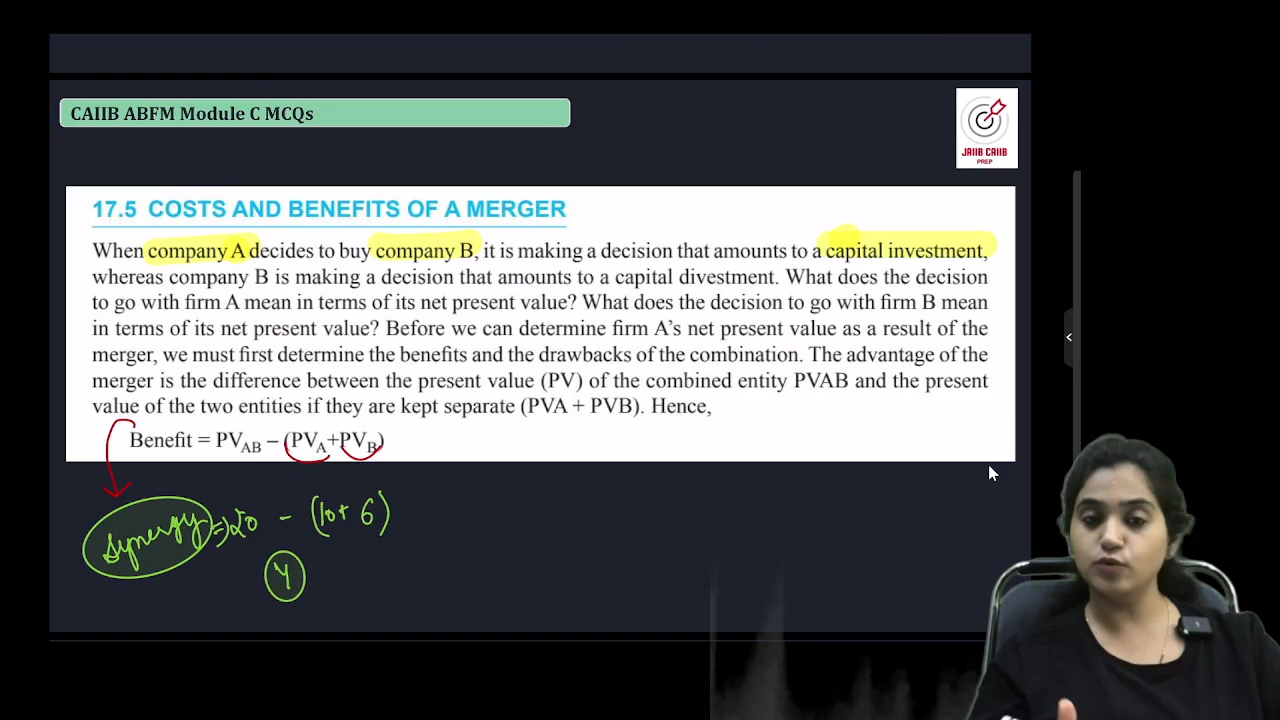 CAIIB ABFM Module C MCQs
JAIIB CAIIB
PREP
17.5 COSTS AND BENEFITS OF A MERGER
When company A decides to buy company B, it is making a decision that amounts to a capital investment,
whereas company B is making a decision that amounts to a capital divestment. What does the decision
to go with firm A mean in terms of its net present value? What does the decision to go with firm B mean
in terms of its net present value? Before we can determine firm A's net present value as a result of the
merger, we must first determine the benefits and the drawbacks of the combination. The advantage of the
merger is the difference between the present value (PV) of the combined entity PVAB and the present
value of the two entities if they are kept separate (PVA + PVB). Hence,
Benefit = PVAB – (PVA+PVB)
Synergy ⇒ 20 - (10+ 6)
4
<